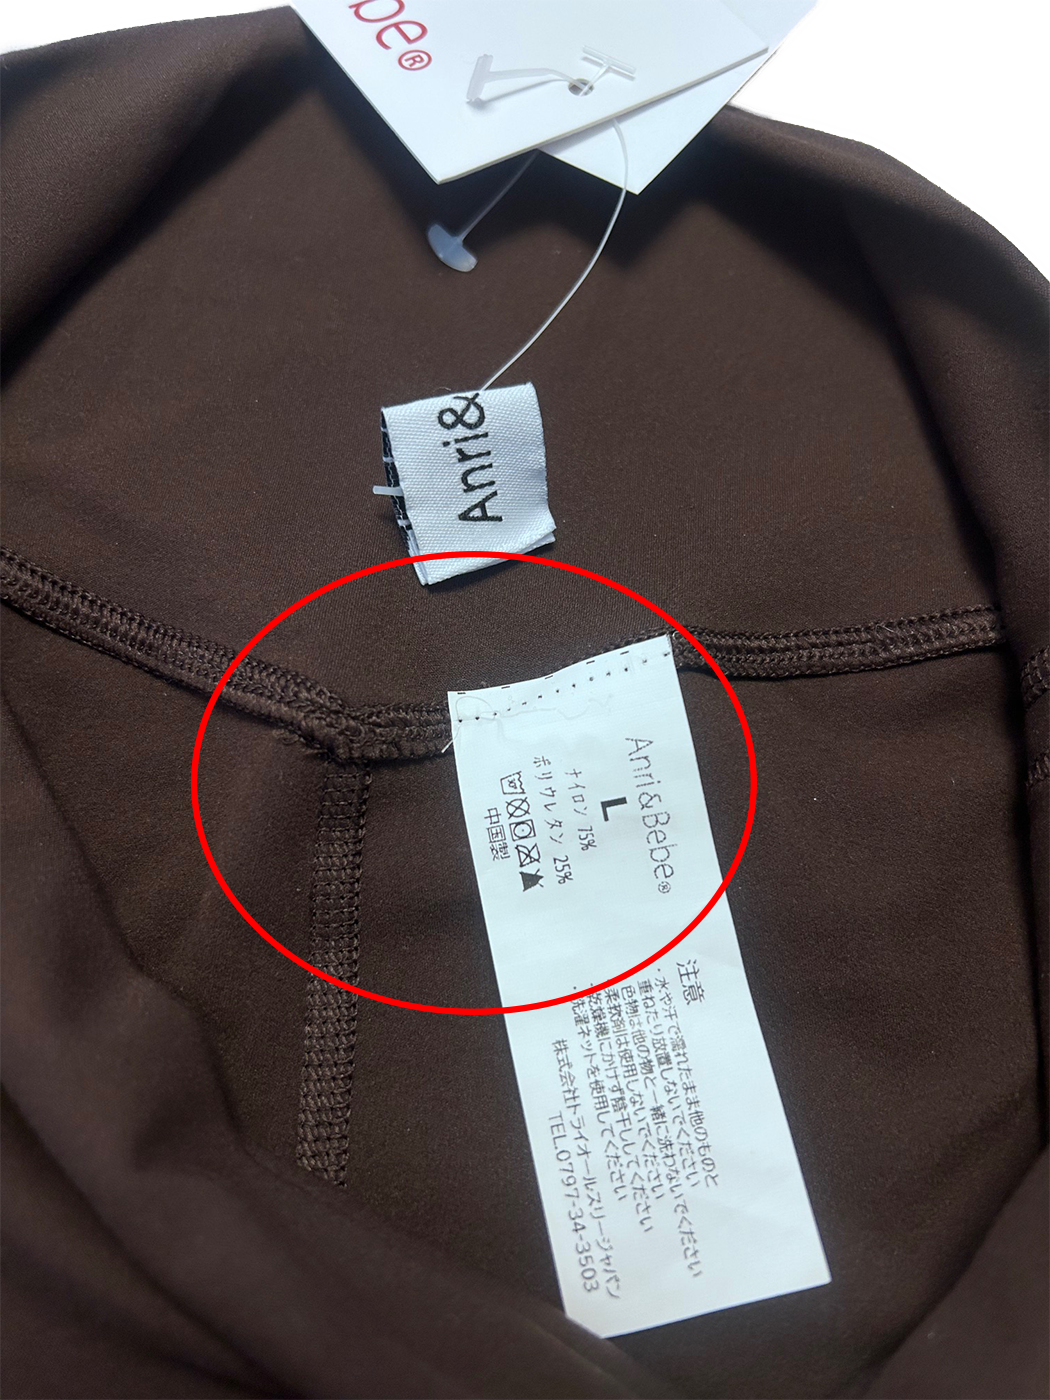 be®
Anri&
Anri&Bebe®
L
ナイロン 75%
ポリウレタン 25%
中国製
注意
・水や汗で濡れたまま他のものと
重ねたり放置しないでください
色物は他の物と一緒に洗わないでください
柔軟剤は使用しないでください
・乾燥機にかけず陰干ししてください
・洗濯ネットを使用してください
株式会社トライオールスリージャパン
TEL.0797-34-3503